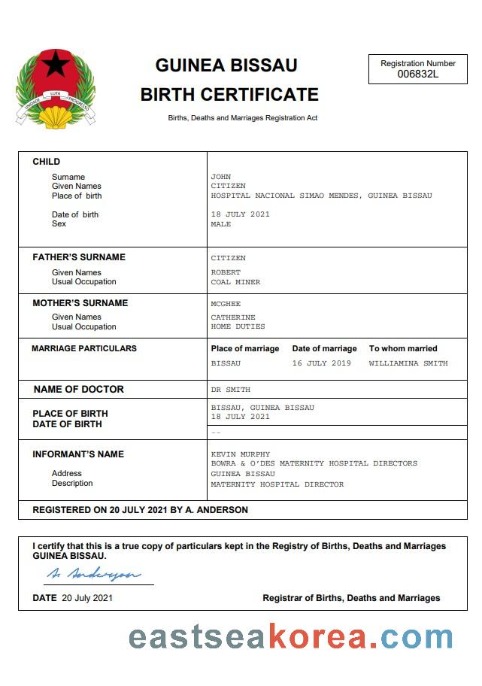 GUINEA BISSAU
BIRTH CERTIFICATE
Births, Deaths and Marriages Registration Act
Registration Number
006832L
CHILD
Surname JOHN
Given Names CITIZEN
Place of birth HOSPITAL NACIONAL SIMAO MENDES, GUINEA BISSAU
Date of birth 18 JULY 2021
Sex MALE
FATHER'S SURNAME CITIZEN
Given Names ROBERT
Usual Occupation COAL MINER
MOTHER'S SURNAME MCGHEE
Given Names CATHERINE
Usual Occupation HOME DUTIES
MARRIAGE PARTICULARS Place of marriage Date of marriage To whom married
BISSAU 16 JULY 2019 WILLIAMINA SMITH
NAME OF DOCTOR DR SMITH
PLACE OF BIRTH BISSAU, GUINEA BISSAU
DATE OF BIRTH 18 JULY 2021
--
INFORMANT'S NAME KEVIN MURPHY
BOWRA & O'DES MATERNITY HOSPITAL DIRECTORS
Address GUINEA BISSAU
Description MATERNITY HOSPITAL DIRECTOR
REGISTERED ON 20 JULY 2021 BY A. ANDERSON
I certify that this is a true copy of particulars kept in the Registry of Births, Deaths and Marriages
GUINEA BISSAU.
A. Anderson
DATE 20 July 2021 Registrar of Births, Deaths and Marriages
eastseakorea.com